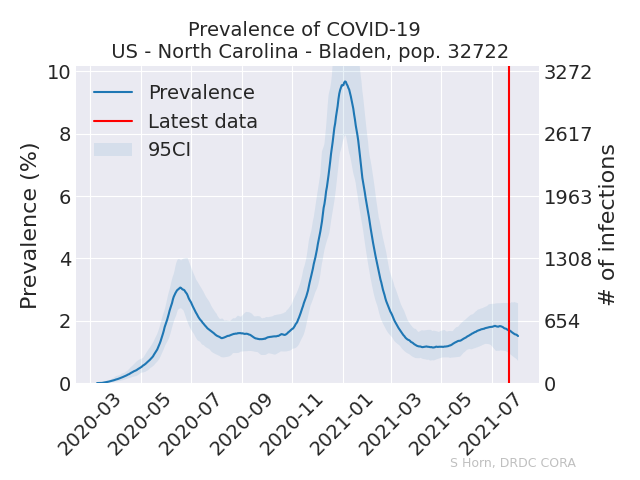 Prevalence of COVID-19
US - North Carolina - Bladen, pop. 32722
Prevalence
Latest data
95CI
Prevalence (%)
10
8
6
4
2
0
3272
2617
1963
1308
654
0
# of infections
2020-03
2020-05
2020-07
2020-09
2020-11
2021-01
2021-03
2021-05
2021-07
S Horn, DRDC CORA